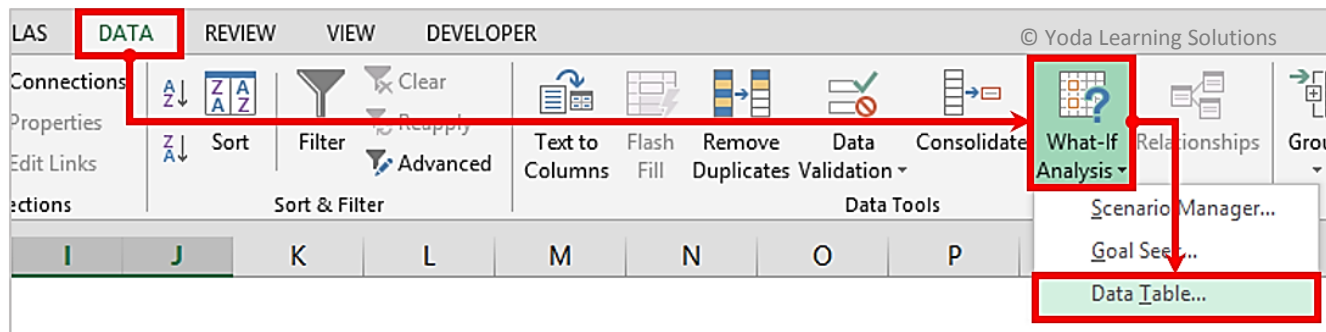 LAS DATA REVIEW VIEW DEVELOPER
© Yoda Learning Solutions
Connections
Properties
Edit Links
ections
A
Z
Z
A
Z A
A Z
Sort
Filter
Clear
Reapply
Advanced
Sort & Filter
Text to
Columns
Flash
Fill
Remove
Duplicates
Data
Validation
Consolidate
What-If
Analysis
Relationships
Grou
Data Tools
Scenario Manager...
Goal Seek...
Data Table...
I J K L M N O P